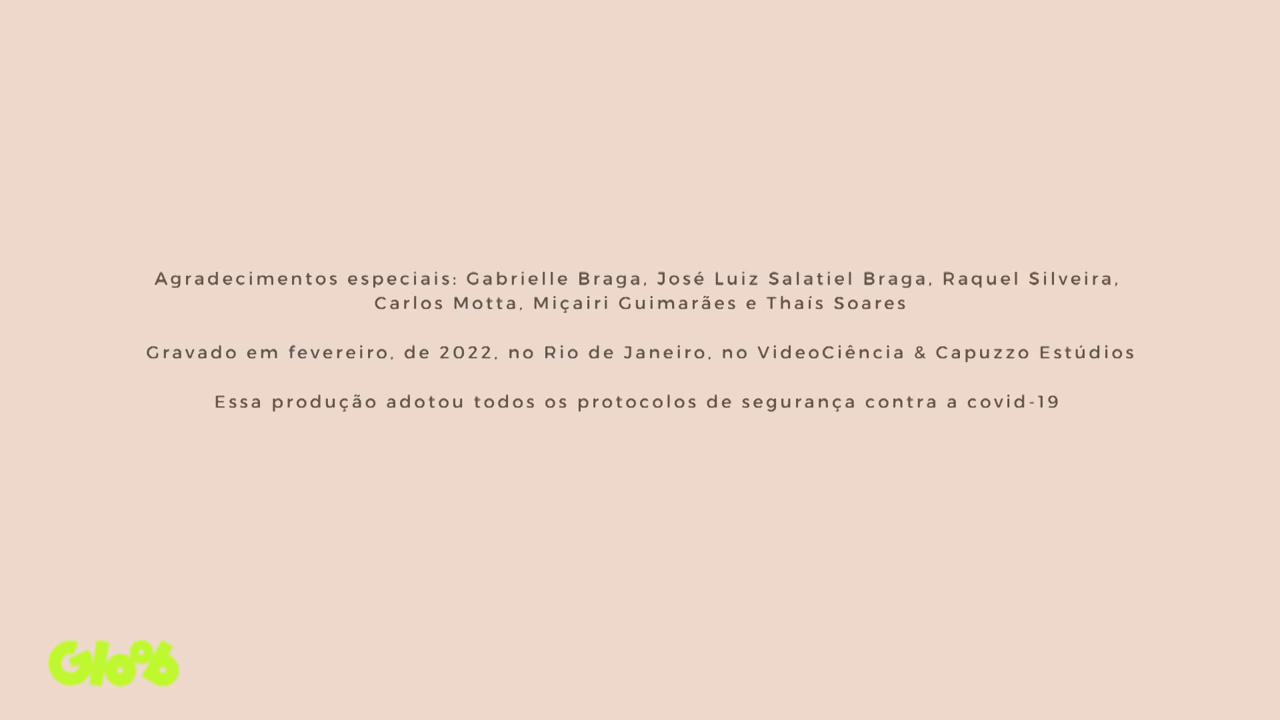 Agradecimentos especiais: Gabrielle Braga, José Luiz Salatiel Braga, Raquel Silveira,
Carlos Motta, Miçairi Guimarães e Thaís Soares
Gravado em fevereiro, de 2022, no Rio de Janeiro, no VideoCiência & Capuzzo Estúdios
Essa produção adotou todos os protocolos de segurança contra a covid-19
Gloob